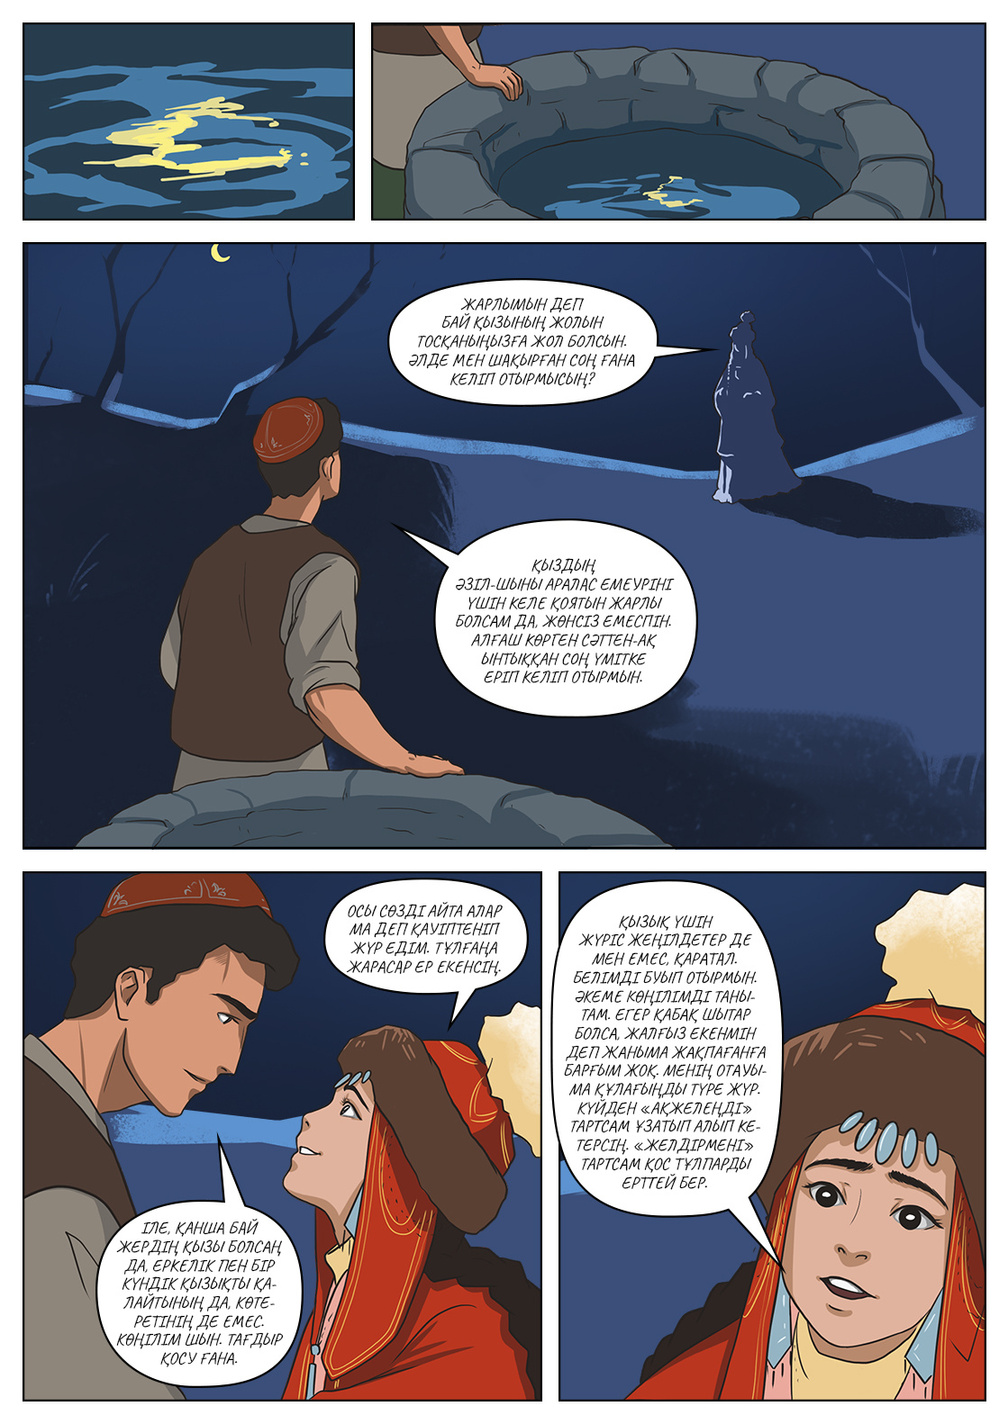 ЖАРЛЫМЫН ДЕП
БАЙ ҚЫЗЫНЫҢ ЖОЛЫН
ТОСҚАНЫҢЫЗҒА ЖОЛ БОЛСЫН.
ӘЛДЕ МЕН ШАҚЫРҒАН СОҢ ҒАНА
КЕЛІП ОТЫРМЫСЫҢ?
ҚЫЗДЫҢ
ӘЗІЛ-ШЫНЫ АРАЛАС ЕМЕУРІНІ
ҮШІН КЕЛЕ ҚОЯТЫН ЖАРЛЫ
БОЛСАМ ДА, ЖӨНСІЗ ЕМЕСПІН.
АЛҒАШ КӨРГЕН СӘТТЕН-АҚ
ЫНТЫҚҚАН СОҢ ҮМІТКЕ
ЕРІП КЕЛІП ОТЫРМЫН.
ОСЫ СӨЗДІ АЙТА АЛАР
МА ДЕП ҚАУІПТЕНІП
ЖҮР ЕДІМ. ТҰЛҒАҢА
ЖАРАСАР ЕР ЕКЕНСІҢ.
ІЛЕ, ҚАНША БАЙ
ЖЕРДІҢ ҚЫЗЫ БОЛСАҢ
ДА, ЕРКЕЛІК ПЕН БІР
КҮНДІК ҚЫЗЫҚТЫ ҚА-
ЛАЙТЫНЫҢ ДА, КӨТЕ-
РЕТІНІҢ ДЕ ЕМЕС.
КӨҢІЛІМ ШЫН. ТАҒДЫР
ҚОСУ ҒАНА.
ҚЫЗЫҚ ҮШІН
ЖҮРІС ЖЕҢІЛДЕТЕР ДЕ
МЕН ЕМЕС, ҚАРАТАЛ.
БЕЛІМДІ БУЫП ОТЫРМЫН.
ӘКЕМЕ КӨҢІЛІМДІ ТАНЫ-
ТАМ. ЕГЕР ҚАБАҚ ШЫТАР
БОЛСА, ЖАЛҒЫЗ ЕКЕНМІН
ДЕП ЖАНЫМА ЖАҚПАҒАНҒА
БАРҒЫМ ЖОҚ. МЕНІҢ ОТАУЫ-
МА ҚҰЛАҒЫҢДЫ ТҮРЕ ЖҮР.
КҮЙДЕН «АҚЖЕЛЕҢДІ»
ТАРТСАМ ҰЗАТЫП АЛЫП КЕ-
ТЕРСІҢ. «ЖЕЛДІРМЕНІ»
ТАРТСАМ ҚОС ТҰЛПАРДЫ
ЕРТТЕЙ БЕР.